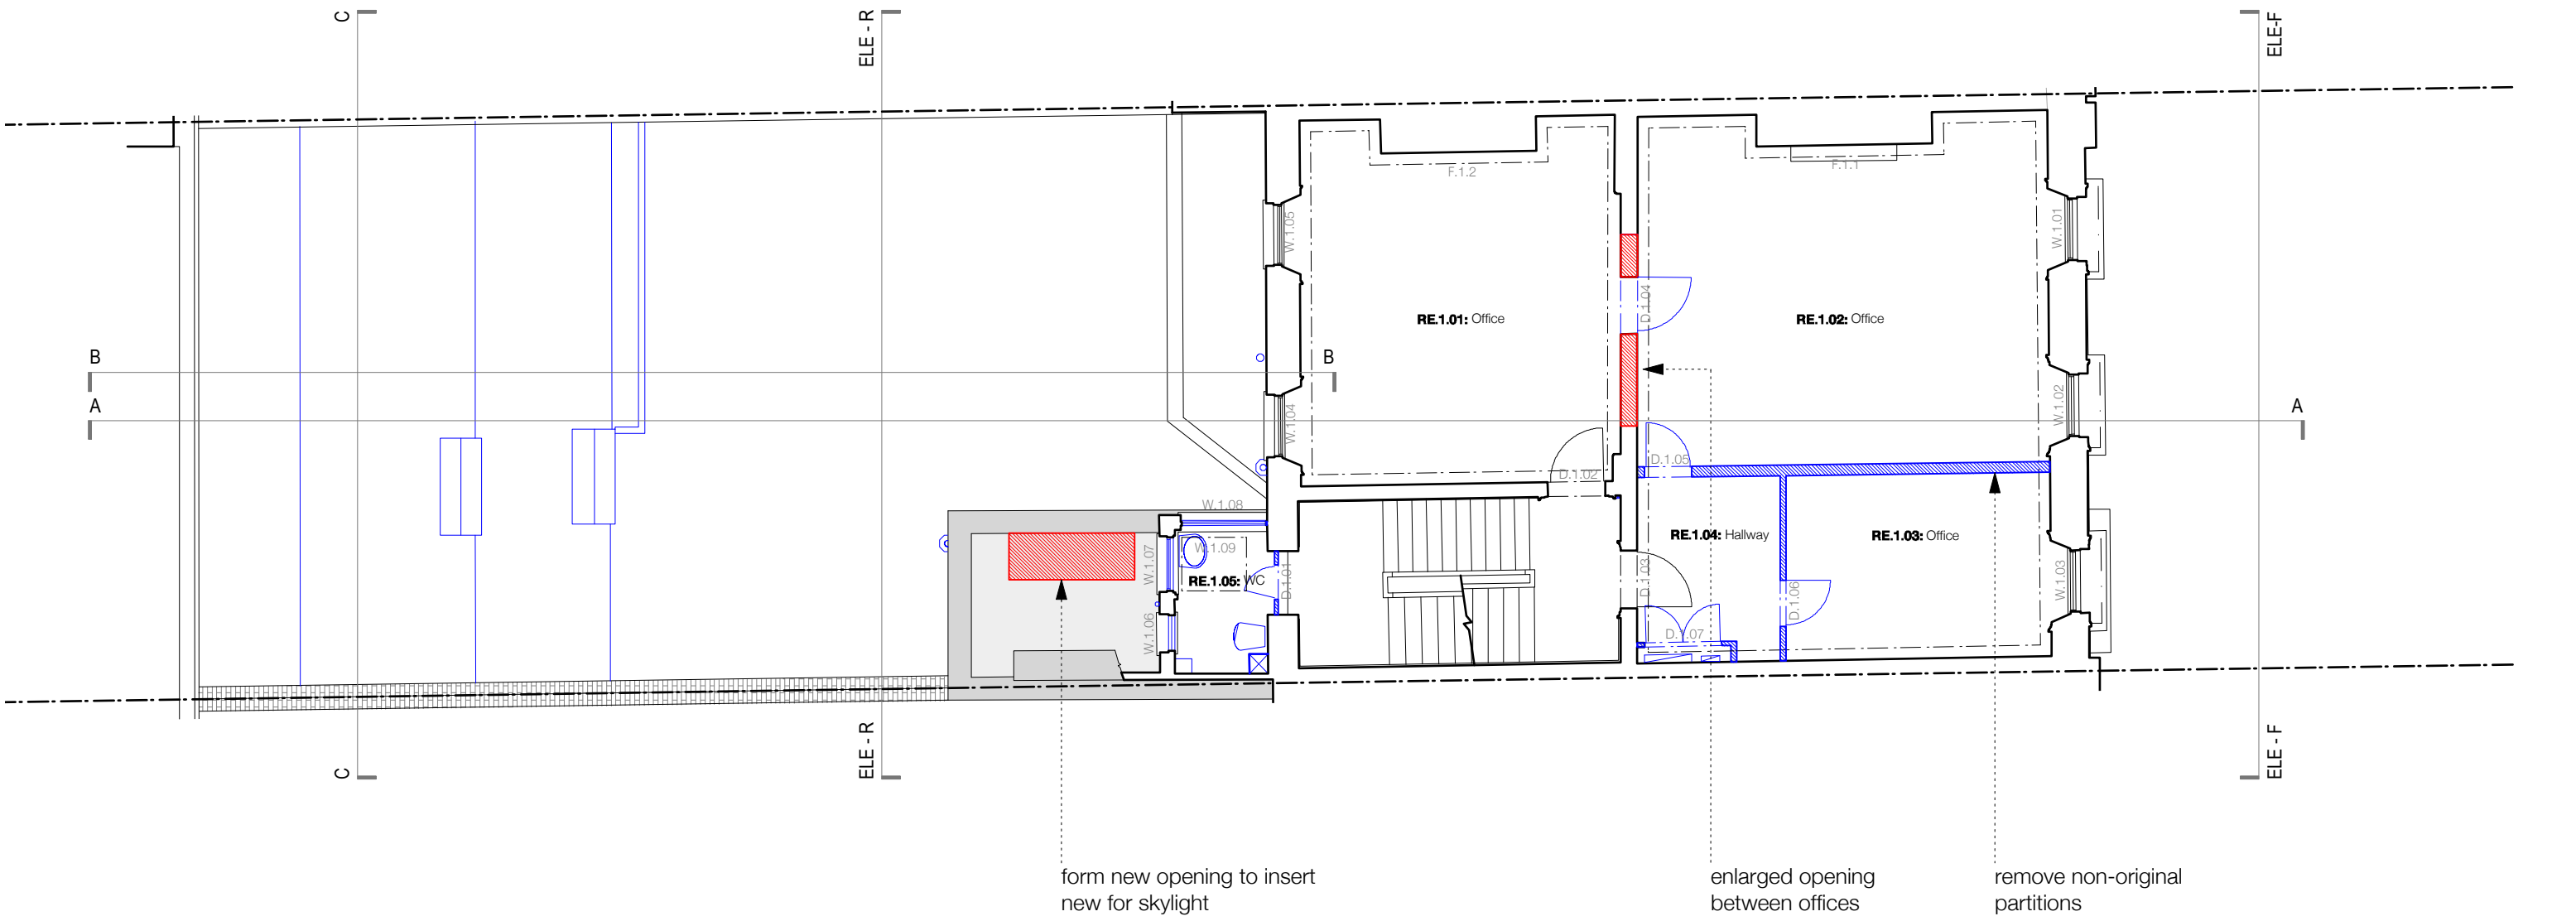 C
ELE - R
ELE-F
W.1.05
F.1.2
F.1.1
W.1.01
D.1.04
RE.1.01: Office
RE.1.02: Office
B
B
A
A
W.1.04
W.1.02
D.1.02
D.1.05
W.1.08
W.1.07
W.1.09
RE.1.05: WC
D.1.01
D.1.03
RE.1.04: Hallway
RE.1.03: Office
W.1.03
W.1.06
D.1.06
D.1.07
C
ELE - R
ELE - F
form new opening to insert
new for skylight
enlarged opening
between offices
remove non-original
partitions